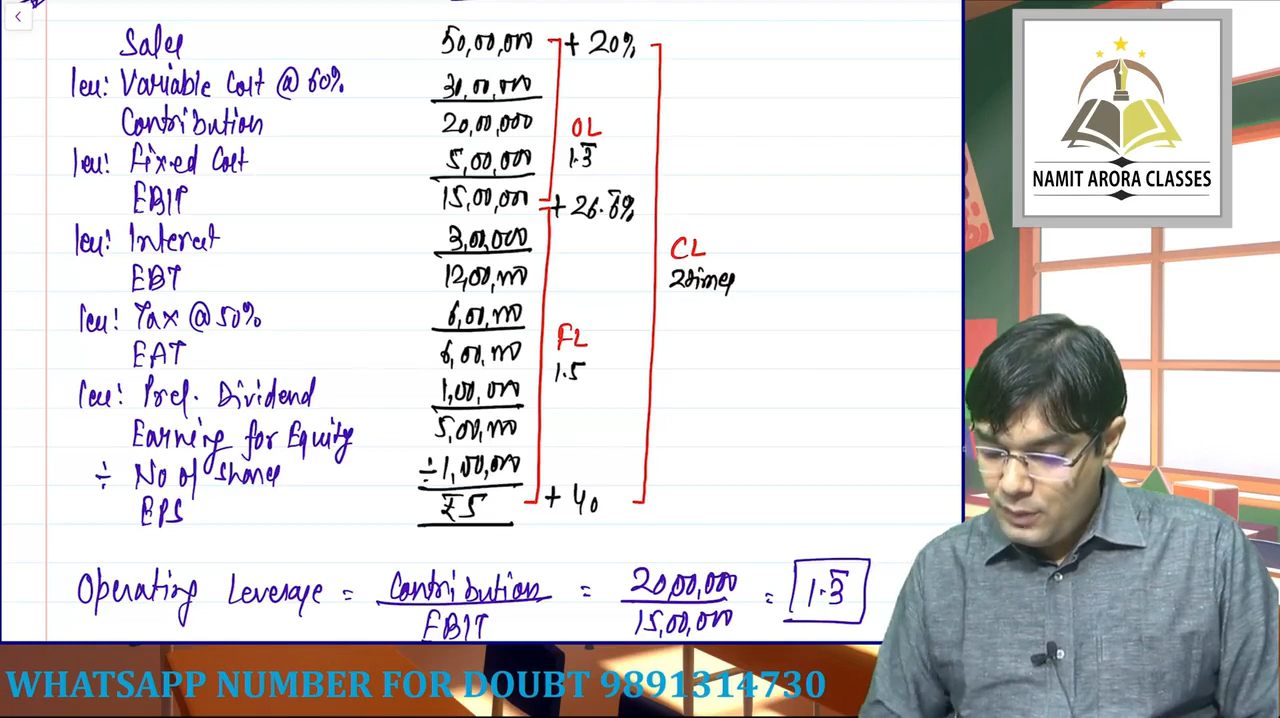 Sales 50,00,000 + 20%
less: Variable Cost @ 60% 30,00,000
Contribution 20,00,000 OL
less: Fixed Cost 5,00,000 1.3̅
EBIT 15,00,000 + 26.6̅%
less: Interest 3,00,000 CL
EBT 12,00,000 2 times
less: Tax @ 50% 6,00,000
EAT 6,00,000 FL
less: Pref. Dividend 1,00,000 1.5
Earning for Equity 5,00,000
÷ No of Shares ÷ 1,00,000
EPS ₹5 + 40
Operating Leverage = Contribution / EBIT = 20,00,000 / 15,00,000 = 1.3̅
NAMIT ARORA CLASSES
WHATSAPP NUMBER FOR DOUBT 9891314730